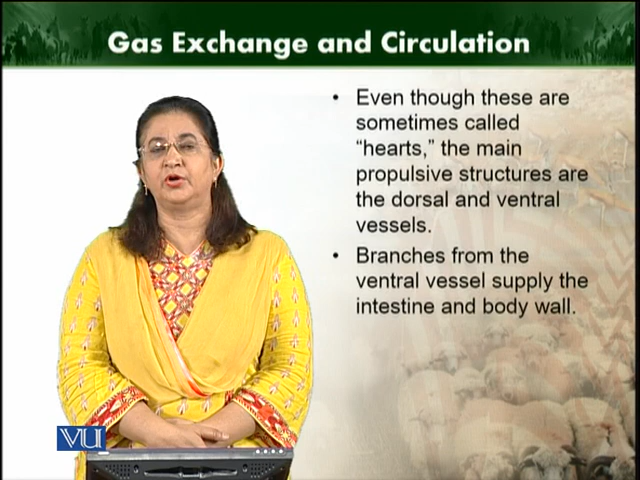 Gas Exchange and Circulation
• Even though these are
sometimes called
“hearts,” the main
propulsive structures are
the dorsal and ventral
vessels.
• Branches from the
ventral vessel supply the
intestine and body wall.
VU